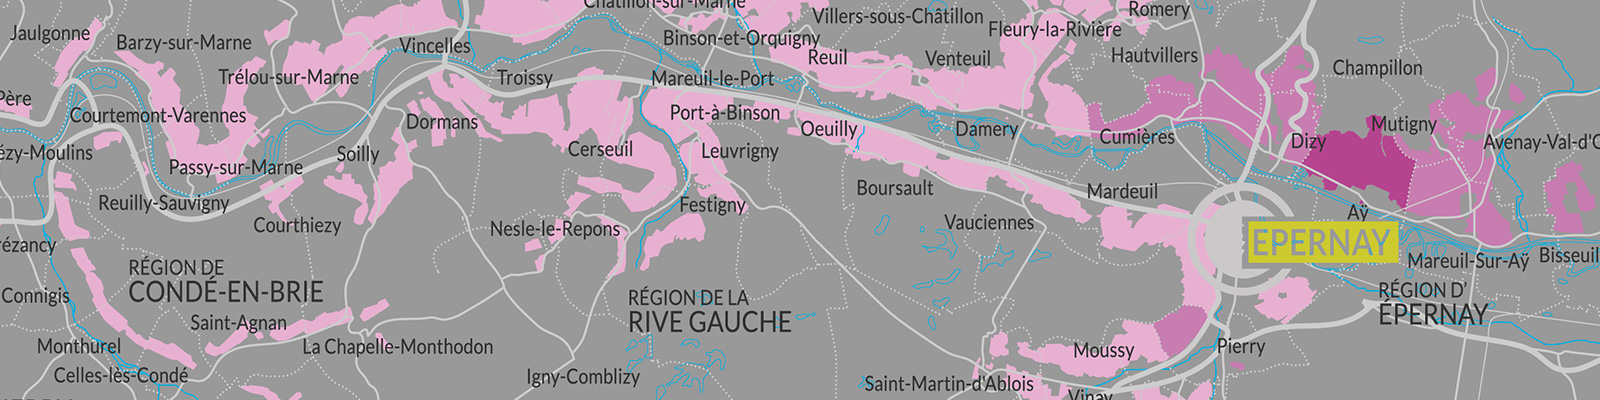 Châtillon-sur-Marne
Villers-sous-Châtillon
Romery
Fleury-la-Rivière
Jaulgonne
Barzy-sur-Marne
Vincelles
Binson-et-Orquigny
Reuil
Venteuil
Hautvillers
Trélou-sur-Marne
Troissy
Mareuil-le-Port
Champillon
Père
Courtemont-Varennes
Dormans
Port-à-Binson
Oeuilly
Damery
Cumières
Dizy
Mutigny
Avenay-Val-d'O
ézy-Moulins
Passy-sur-Marne
Soilly
Cerseuil
Leuvrigny
Boursault
Mardeuil
Reuilly-Sauvigny
Courthiezy
Nesle-le-Repons
Festigny
Vauciennes
Aÿ
EPERNAY
rézancy
Mareuil-Sur-Aÿ
Bisseuil
RÉGION DE
CONDÉ-EN-BRIE
Connigis
RÉGION DE LA
RIVE GAUCHE
RÉGION D'
ÉPERNAY
Saint-Agnan
Monthurel
La Chapelle-Monthodon
Moussy
Pierry
Celles-lès-Condé
Igny-Comblizy
Saint-Martin-d'Ablois
Vinay